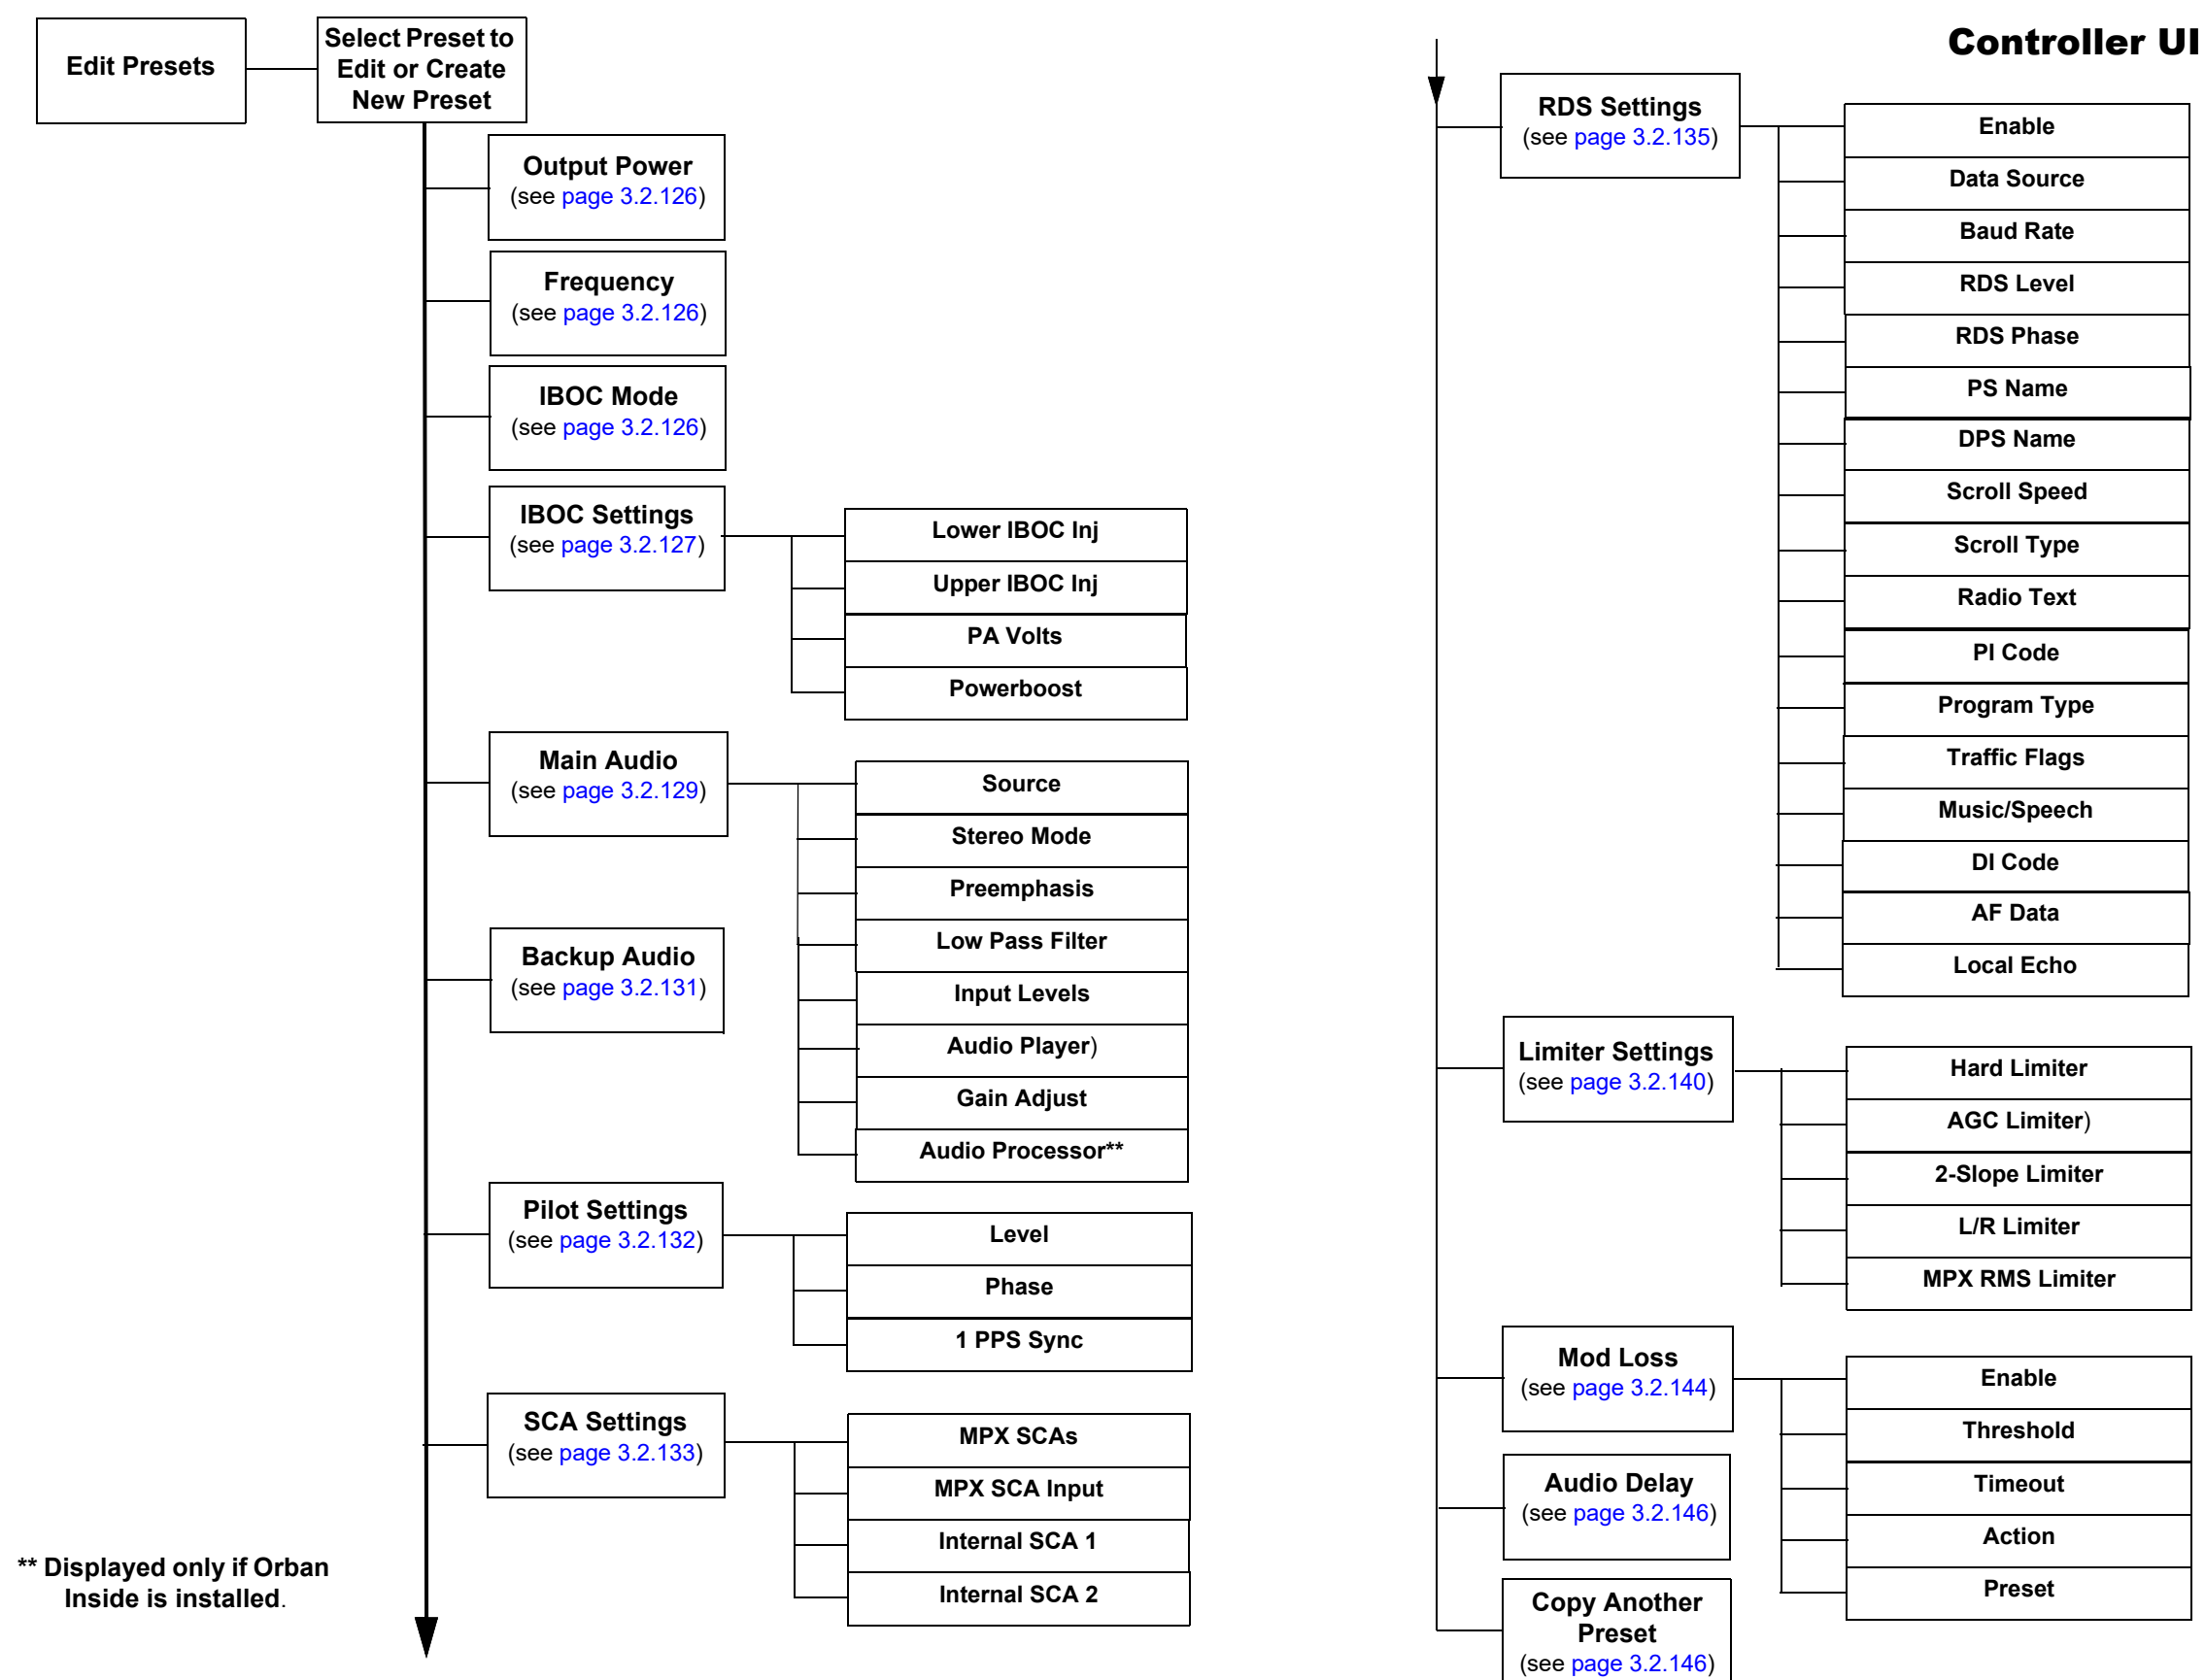 Controller UI
Edit Presets
Select Preset to
Edit or Create
New Preset
Output Power
(see page 3.2.126)
Frequency
(see page 3.2.126)
IBOC Mode
(see page 3.2.126)
IBOC Settings
(see page 3.2.127)
Lower IBOC Inj
Upper IBOC Inj
PA Volts
Powerboost
Main Audio
(see page 3.2.129)
Source
Stereo Mode
Preemphasis
Low Pass Filter
Input Levels
Audio Player)
Gain Adjust
Audio Processor**
Backup Audio
(see page 3.2.131)
Pilot Settings
(see page 3.2.132)
Level
Phase
1 PPS Sync
SCA Settings
(see page 3.2.133)
MPX SCAs
MPX SCA Input
Internal SCA 1
Internal SCA 2
** Displayed only if Orban
Inside is installed.
RDS Settings
(see page 3.2.135)
Enable
Data Source
Baud Rate
RDS Level
RDS Phase
PS Name
DPS Name
Scroll Speed
Scroll Type
Radio Text
PI Code
Program Type
Traffic Flags
Music/Speech
DI Code
AF Data
Local Echo
Limiter Settings
(see page 3.2.140)
Hard Limiter
AGC Limiter)
2-Slope Limiter
L/R Limiter
MPX RMS Limiter
Mod Loss
(see page 3.2.144)
Enable
Threshold
Timeout
Action
Preset
Audio Delay
(see page 3.2.146)
Copy Another
Preset
(see page 3.2.146)